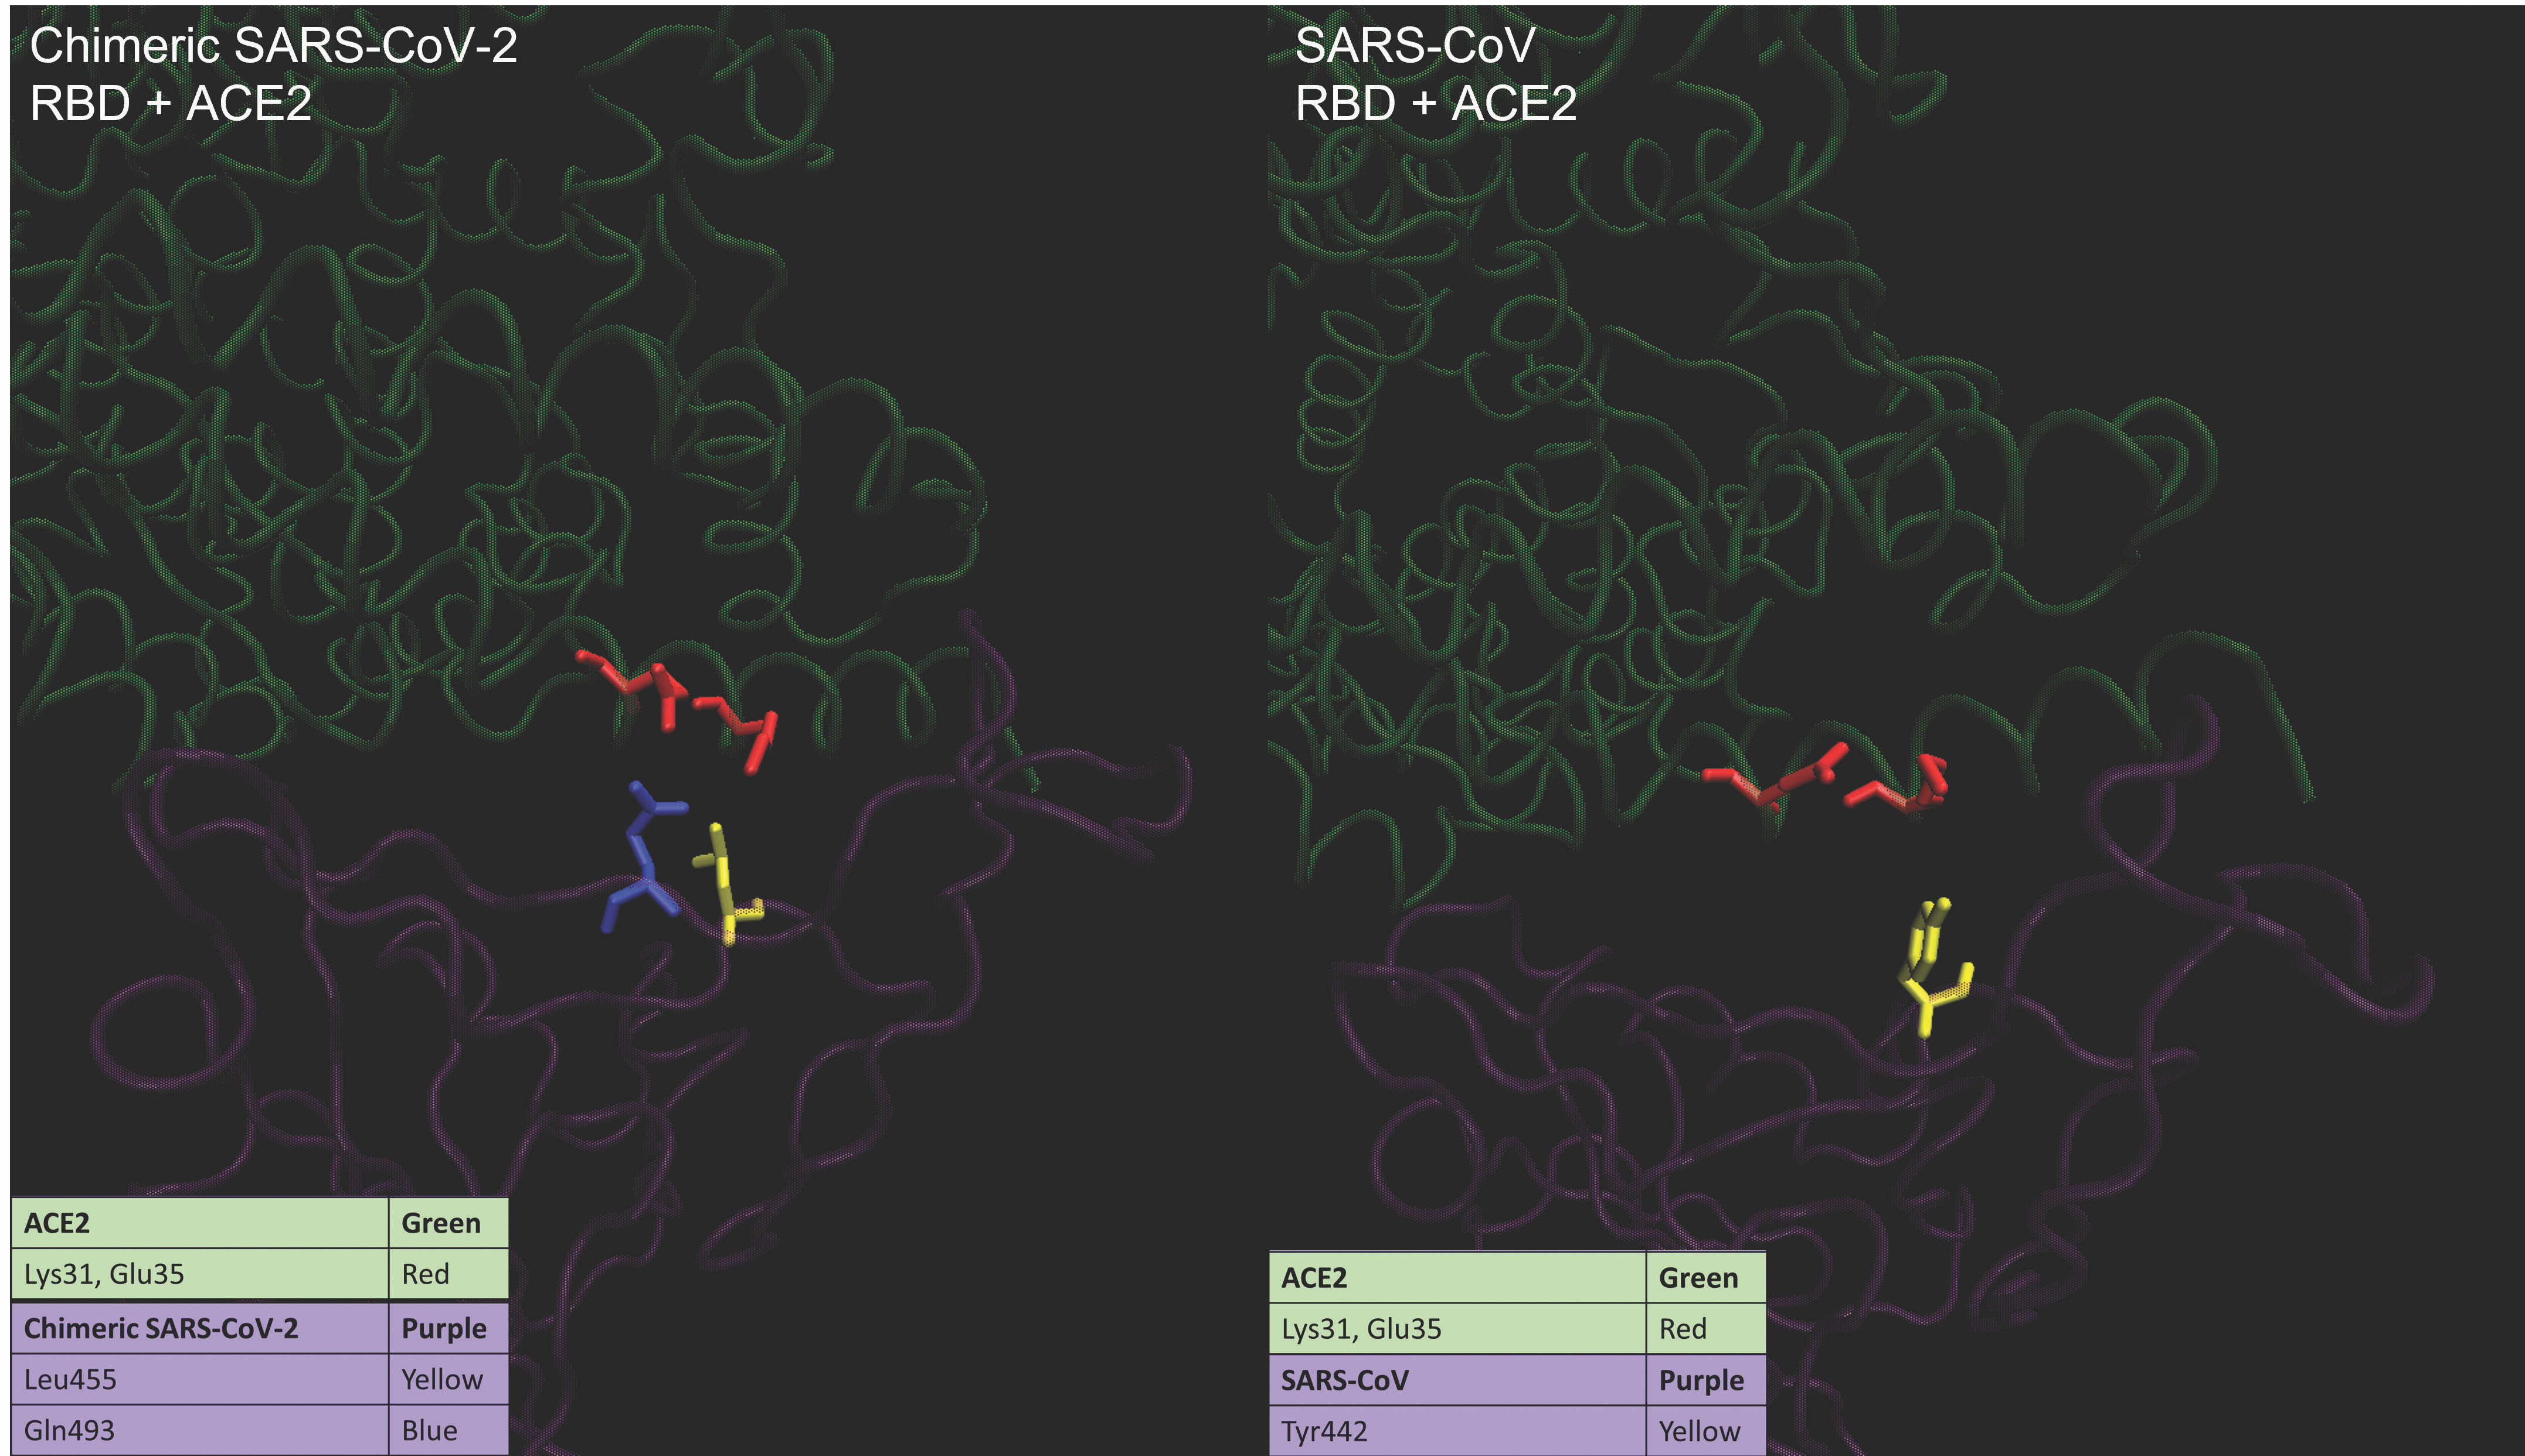 Chimeric SARS-CoV-2
RBD + ACE2
ACE2 Green
Lys31, Glu35 Red
Chimeric SARS-CoV-2 Purple
Leu455 Yellow
Gln493 Blue
SARS-CoV
RBD + ACE2
ACE2 Green
Lys31, Glu35 Red
SARS-CoV Purple
Tyr442 Yellow